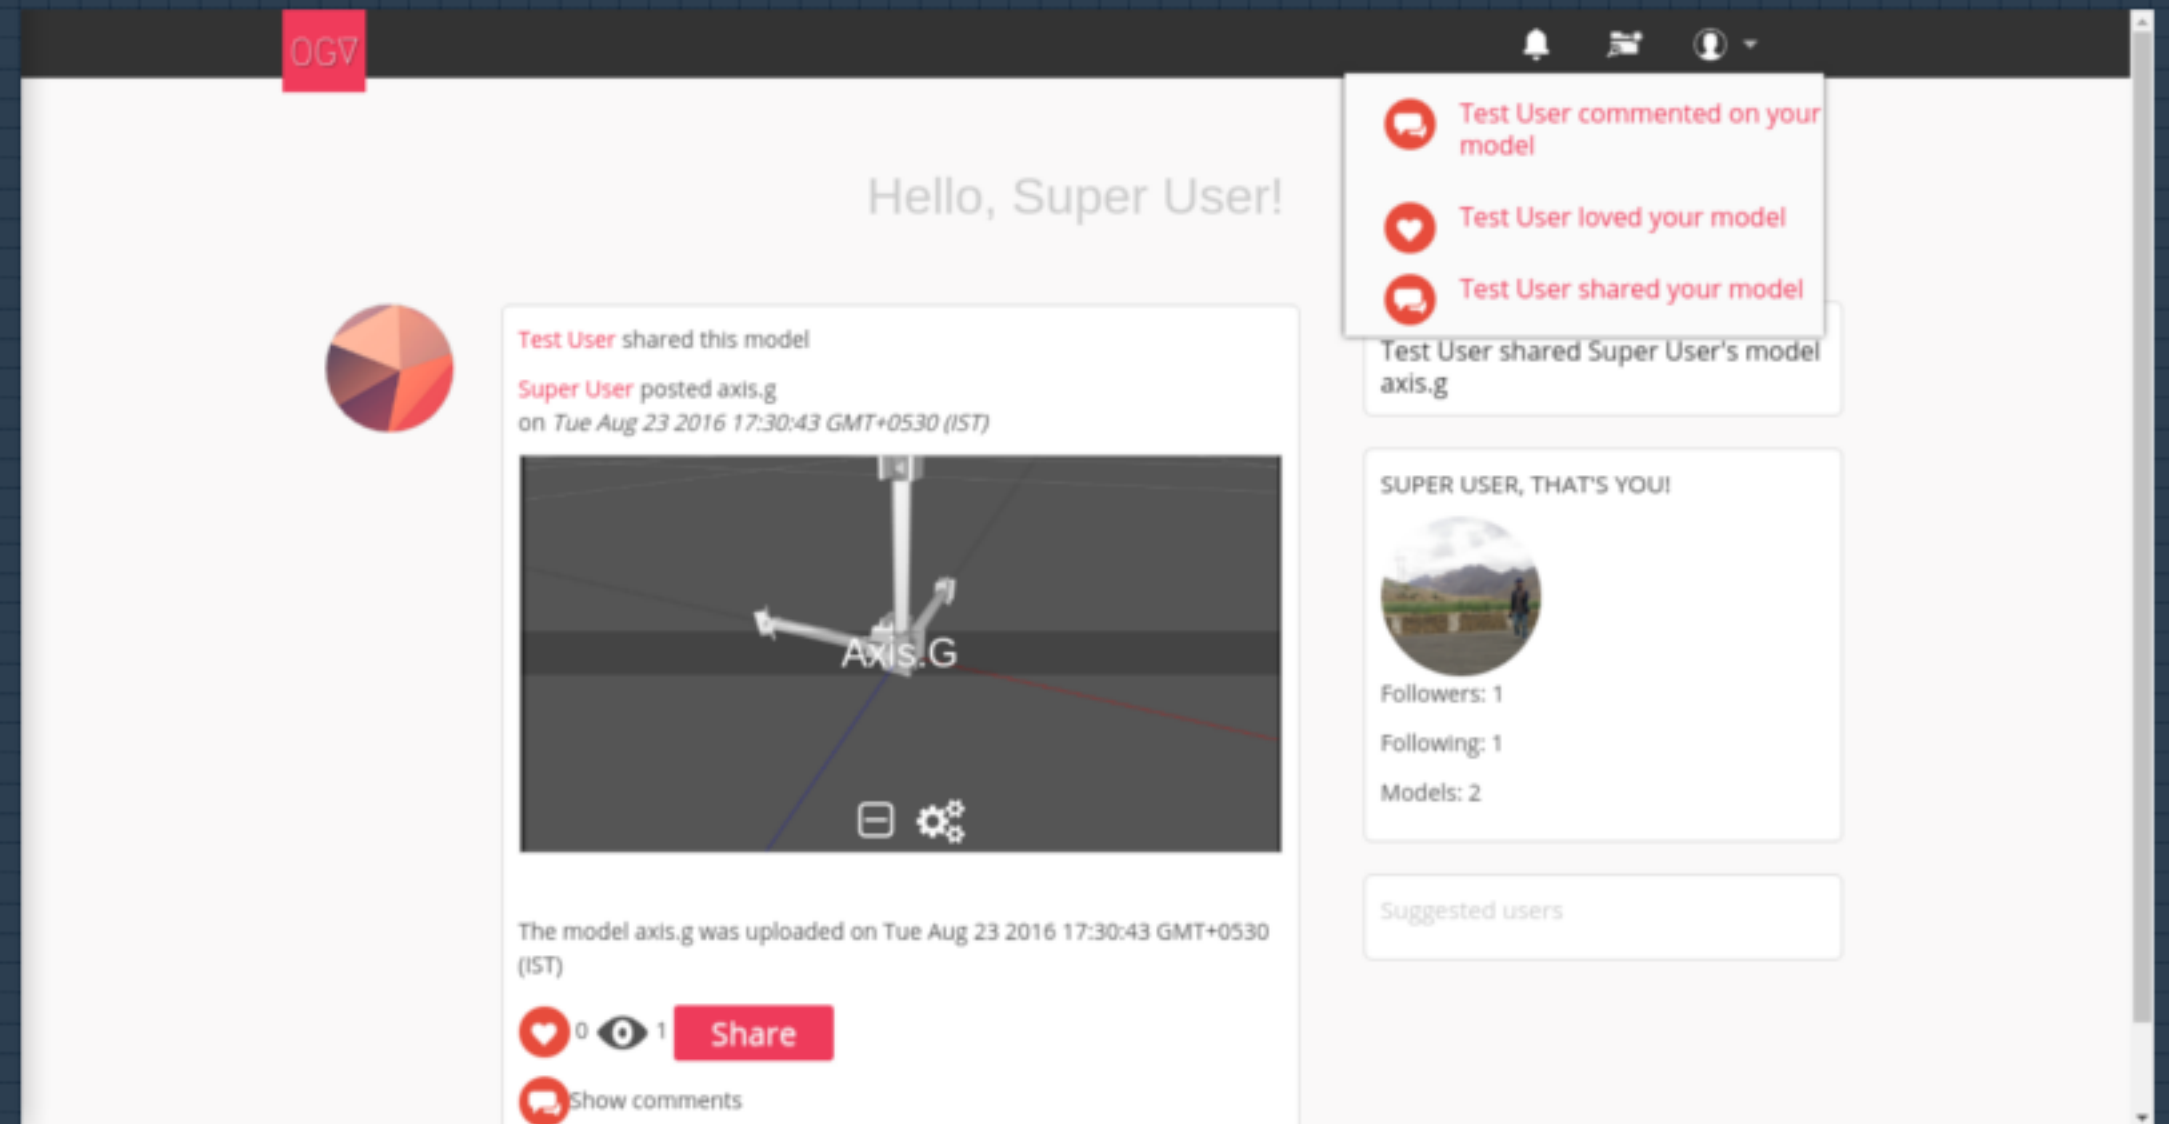 OGV
Test User commented on your
model
Test User loved your model
Test User shared your model
Hello, Super User!
Test User shared this model
Super User posted axis.g
on Tue Aug 23 2016 17:30:43 GMT+0530 (IST)
Axis.G
The model axis.g was uploaded on Tue Aug 23 2016 17:30:43 GMT+0530
(IST)
0 1 Share
Show comments
Test User shared Super User's model
axis.g
SUPER USER, THAT'S YOU!
Followers: 1
Following: 1
Models: 2
Suggested users